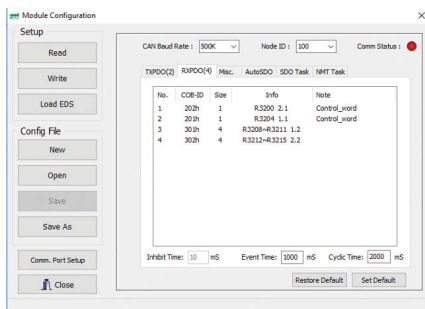 Module Configuration
Setup
Read
Write
Load EDS
Config File
New
Open
Save
Save As
Comm. Port Setup
Close
CAN Baud Rate : 500K Node ID : 100 Comm Status :
TXPDO(2) RXPDO(4) Misc. AutoSDO SDO Task NMT Task
No. COB-ID Size Info Note
1 202h 1 R3200 2.1 Control_word
2 201h 1 R3204 1.1 Control_word
3 301h 4 R3208~R3211 1.2
4 302h 4 R3212~R3215 2.2
Inhibit Time: 10 mS Event Time: 1000 mS Cyclic Time: 2000 mS
Restore Default Set Default